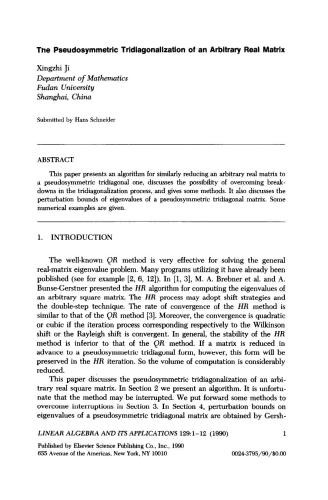 The Pseudosymmetric Tridiagonalization of an Arbitrary Real Matrix
Xingzhi Ji
Department of Mathematics
Fudan University
Shanghai, China
Submitted by Hans Schneider
ABSTRACT
This paper presents an algorithm for similarly reducing an arbitrary real matrix to
a pseudosymmetric tridiagonal one, discusses the possibility of overcoming break-
downs in the tridiagonalization process, and gives some methods. It also discusses the
perturbation bounds of eigenvalues of a pseudosymmetric tridiagonal matrix. Some
numerical examples are given.
1. INTRODUCTION
The well-known QR method is very effective for solving the general
real-matrix eigenvalue problem. Many programs utilizing it have already been
published (see for example [2, 6, 12]). In [1, 3], M. A. Brebner et al. and A.
Bunse-Gerstner presented the HR algorithm for computing the eigenvalues of
an arbitrary square matrix. The HR process may adopt shift strategies and
the double-step technique. The rate of convergence of the HR method is
similar to that of the QR method [3]. Moreover, the convergence is quadratic
or cubic if the iteration process corresponding respectively to the Wilkinson
shift or the Rayleigh shift is convergent. In general, the stability of the HR
method is inferior to that of the QR method. If a matrix is reduced in
advance to a pseudosymmetric tridiagonal form, however, this form will be
preserved in the HR iteration. So the volume of computation is considerably
reduced.
This paper discusses the pseudosymmetric tridiagonalization of an arbi-
trary real square matrix. In Section 2 we present an algorithm. It is unfortu-
nate that the method may be interrupted. We put forward some methods to
overcome interruptions in Section 3. In Section 4, perturbation bounds on
eigenvalues of a pseudosymmetric tridiagonal matrix are obtained by Gersh-
LINEAR ALGEBRA AND ITS APPLICATIONS 129:1-12 (1990) 1
Published by Elsevier Science Publishing Co., Inc., 1990
655 Avenue of the Americas, New York, NY 10010 0024-3795/90/$0.00